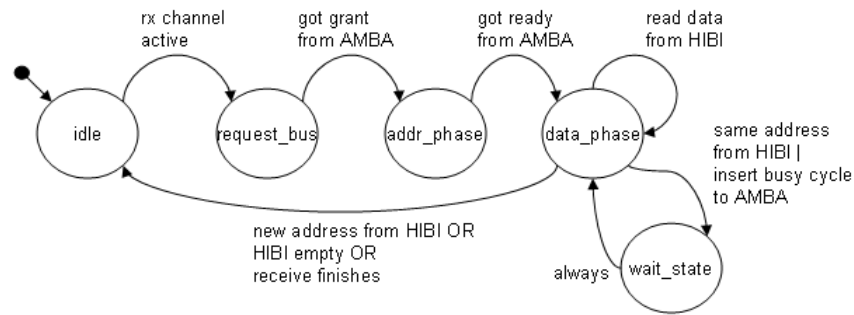 rx channel
active
got grant
from AMBA
got ready
from AMBA
read data
from HIBI
idle
request_bus
addr_phase
data_phase
same address
from HIBI |
insert busy cycle
to AMBA
new address from HIBI OR
HIBI empty OR
receive finishes
always
wait_state